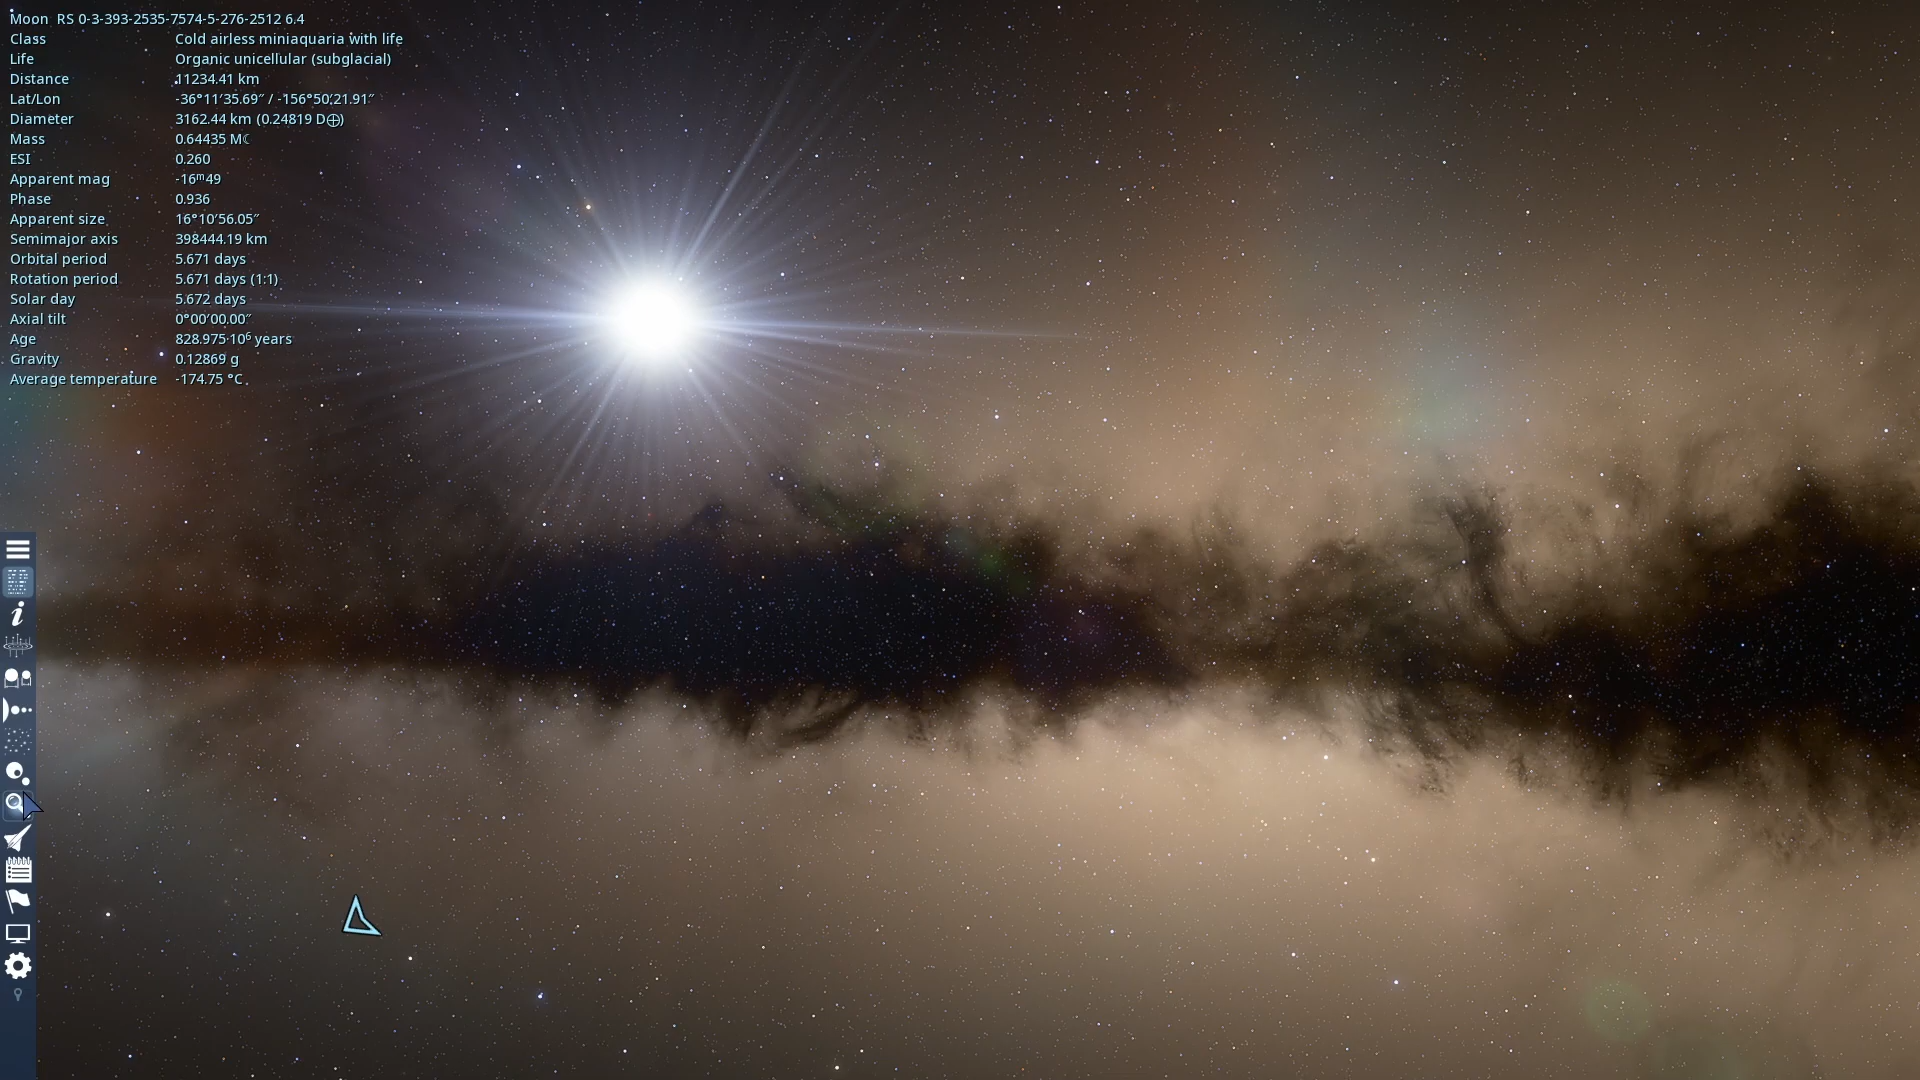 Moon RS 0-3-393-2535-7574-5-276-2512 6.4
Class Cold airless miniaquaria with life
Life Organic unicellular (subglacial)
Distance 11234.41 km
Lat/Lon -36°11′35.69″ / -156°50′21.91″
Diameter 3162.44 km (0.24819 D⊕)
Mass 0.64435 M☾
ESI 0.260
Apparent mag -16ᵐ49
Phase 0.936
Apparent size 16°10′56.05″
Semimajor axis 398444.19 km
Orbital period 5.671 days
Rotation period 5.671 days (1:1)
Solar day 5.672 days
Axial tilt 0°00′00.00″
Age 828.975·10⁶ years
Gravity 0.12869 g
Average temperature -174.75 °C